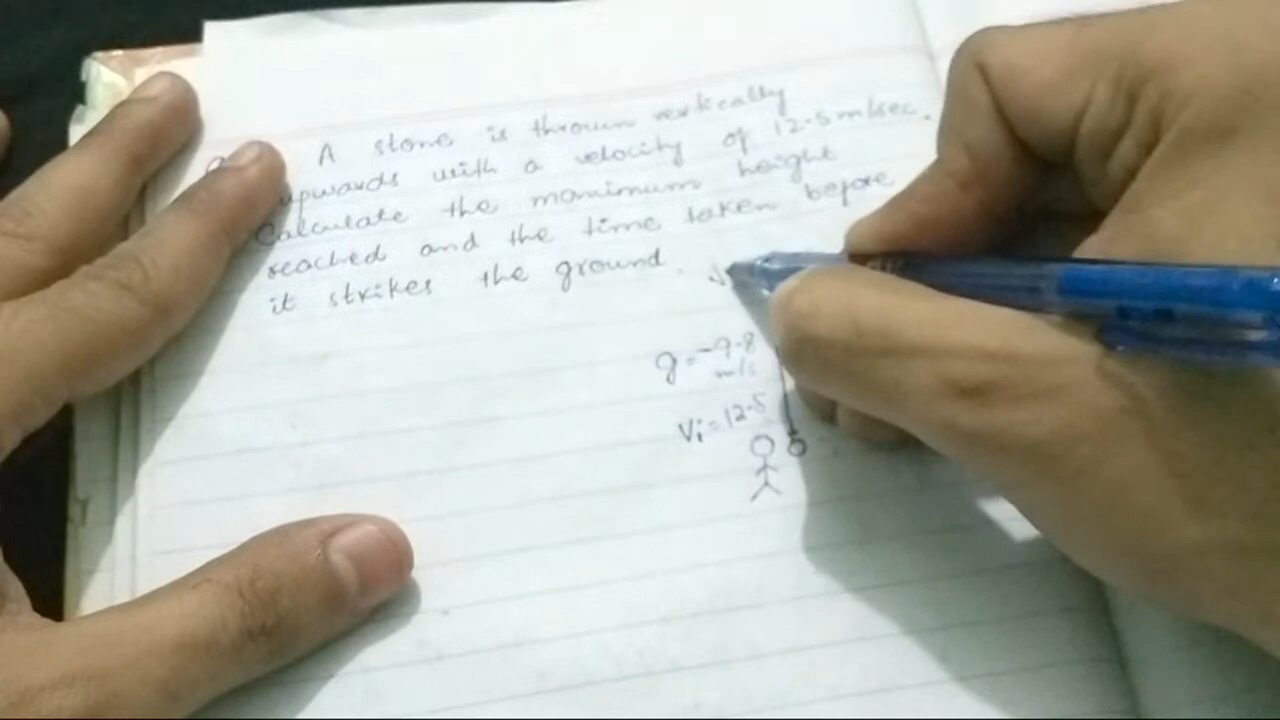 A stone is thrown vertically
upwards with a velocity of 12.5 m/sec.
Calculate the manimum height
reached and the time taken before
it strikes the ground.
V
g = -9.8
m/s
Vi = 12.5